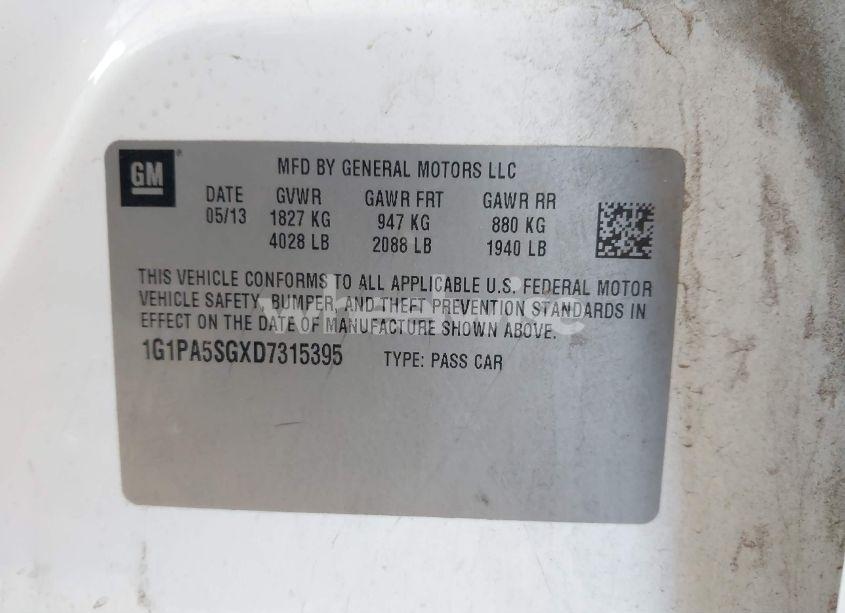 GM
MFD BY GENERAL MOTORS LLC
DATE GVWR GAWR FRT GAWR RR
05/13 1827 KG 947 KG 880 KG
4028 LB 2088 LB 1940 LB
THIS VEHICLE CONFORMS TO ALL APPLICABLE U.S. FEDERAL MOTOR
VEHICLE SAFETY, BUMPER, AND THEFT PREVENTION STANDARDS IN
EFFECT ON THE DATE OF MANUFACTURE SHOWN ABOVE.
1G1PA5SGXD7315395 TYPE: PASS CAR